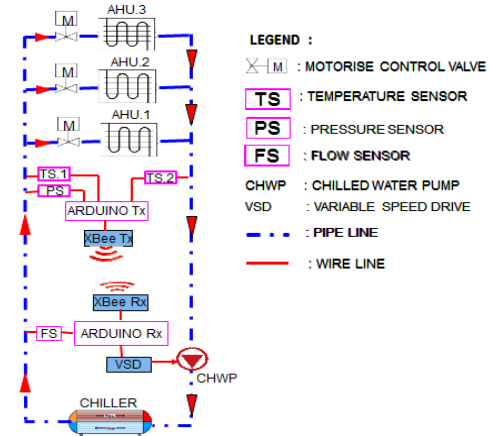 AHU.3
M
AHU.2
M
AHU.1
M
TS.1
TS.2
PS
ARDUINO Tx
XBee Tx
XBee Rx
FS
ARDUINO Rx
VSD
CHWP
CHILLER
LEGEND :
M : MOTORISE CONTROL VALVE
TS : TEMPERATURE SENSOR
PS : PRESSURE SENSOR
FS : FLOW SENSOR
CHWP : CHILLED WATER PUMP
VSD : VARIABLE SPEED DRIVE
: PIPE LINE
: WIRE LINE